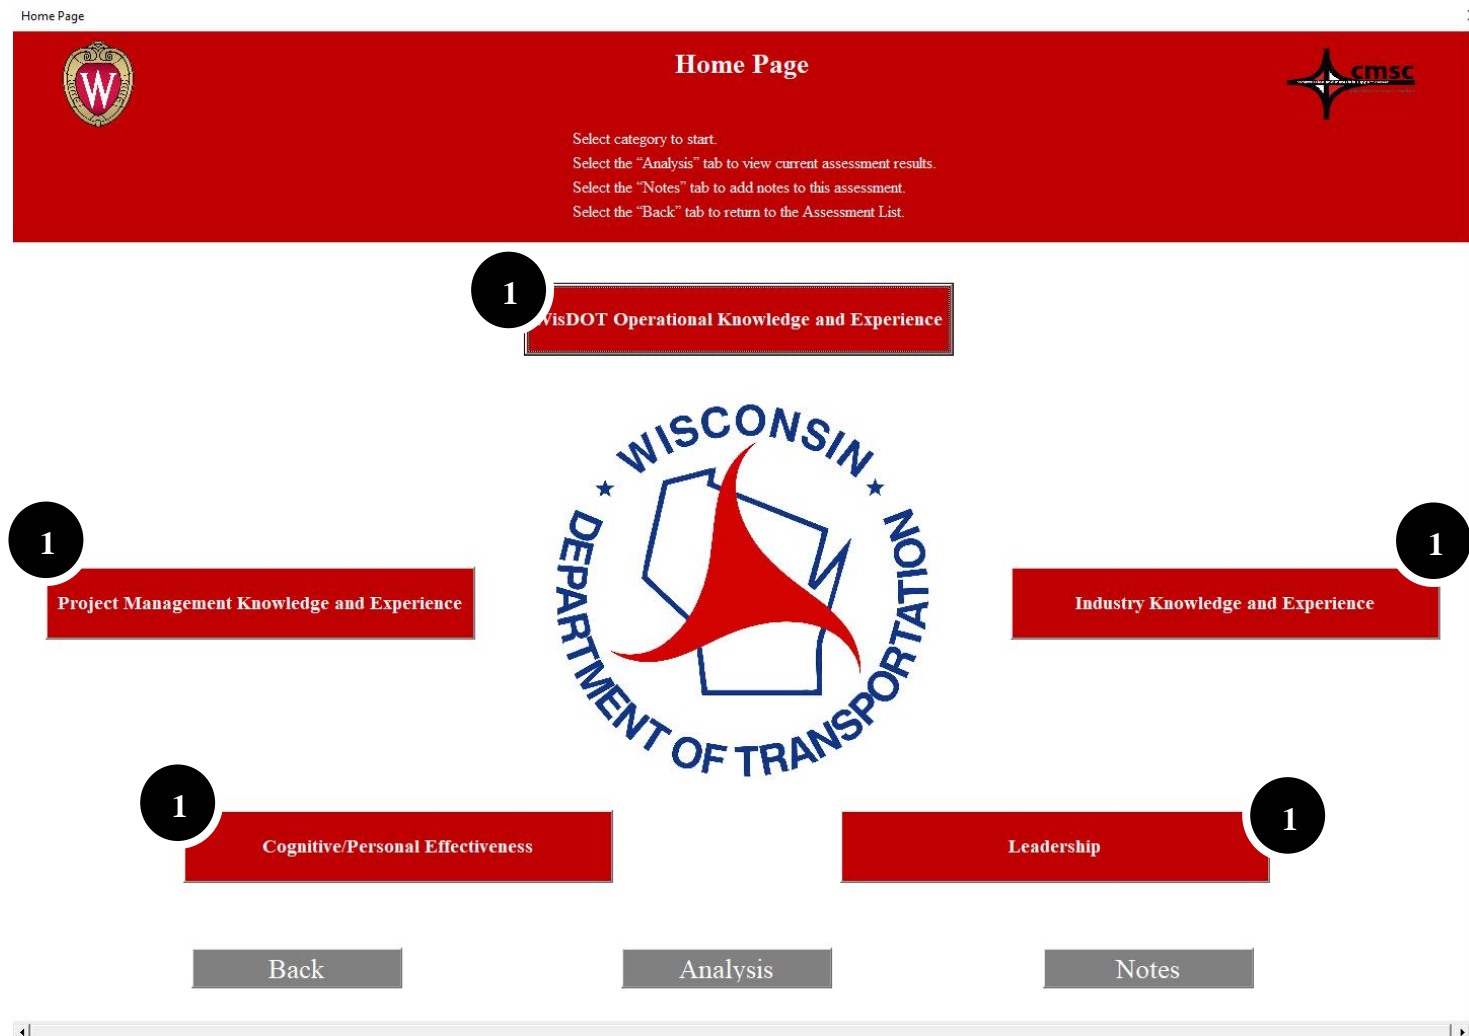 Home Page
Home Page
W
cmsc
Select category to start.
Select the “Analysis” tab to view current assessment results.
Select the “Notes” tab to add notes to this assessment.
Select the “Back” tab to return to the Assessment List.
1
WisDOT Operational Knowledge and Experience
WISCONSIN
DEPARTMENT OF TRANSPORTATION
1
Project Management Knowledge and Experience
1
Industry Knowledge and Experience
1
Cognitive/Personal Effectiveness
1
Leadership
Back
Analysis
Notes